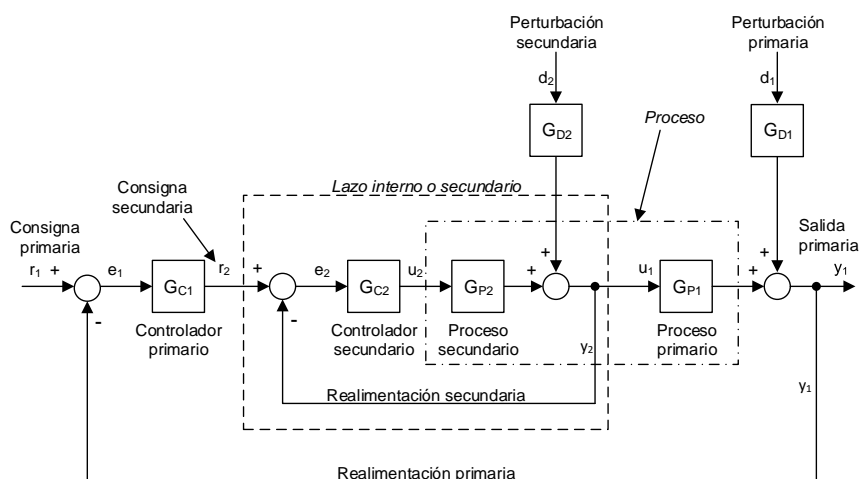 Perturbación
secundaria
Perturbación
primaria
d2
d1
GD2
Proceso
GD1
Consigna
secundaria
Lazo interno o secundario
Consigna
primaria
Salida
primaria
r1
+
e1
GC1
r2
+
e2
GC2
u2
GP2
+
+
u1
GP1
+
+
y1
-
-
Controlador
primario
Controlador
secundario
Proceso
secundario
y2
Proceso
primario
Realimentación secundaria
y1
Realimentación primaria